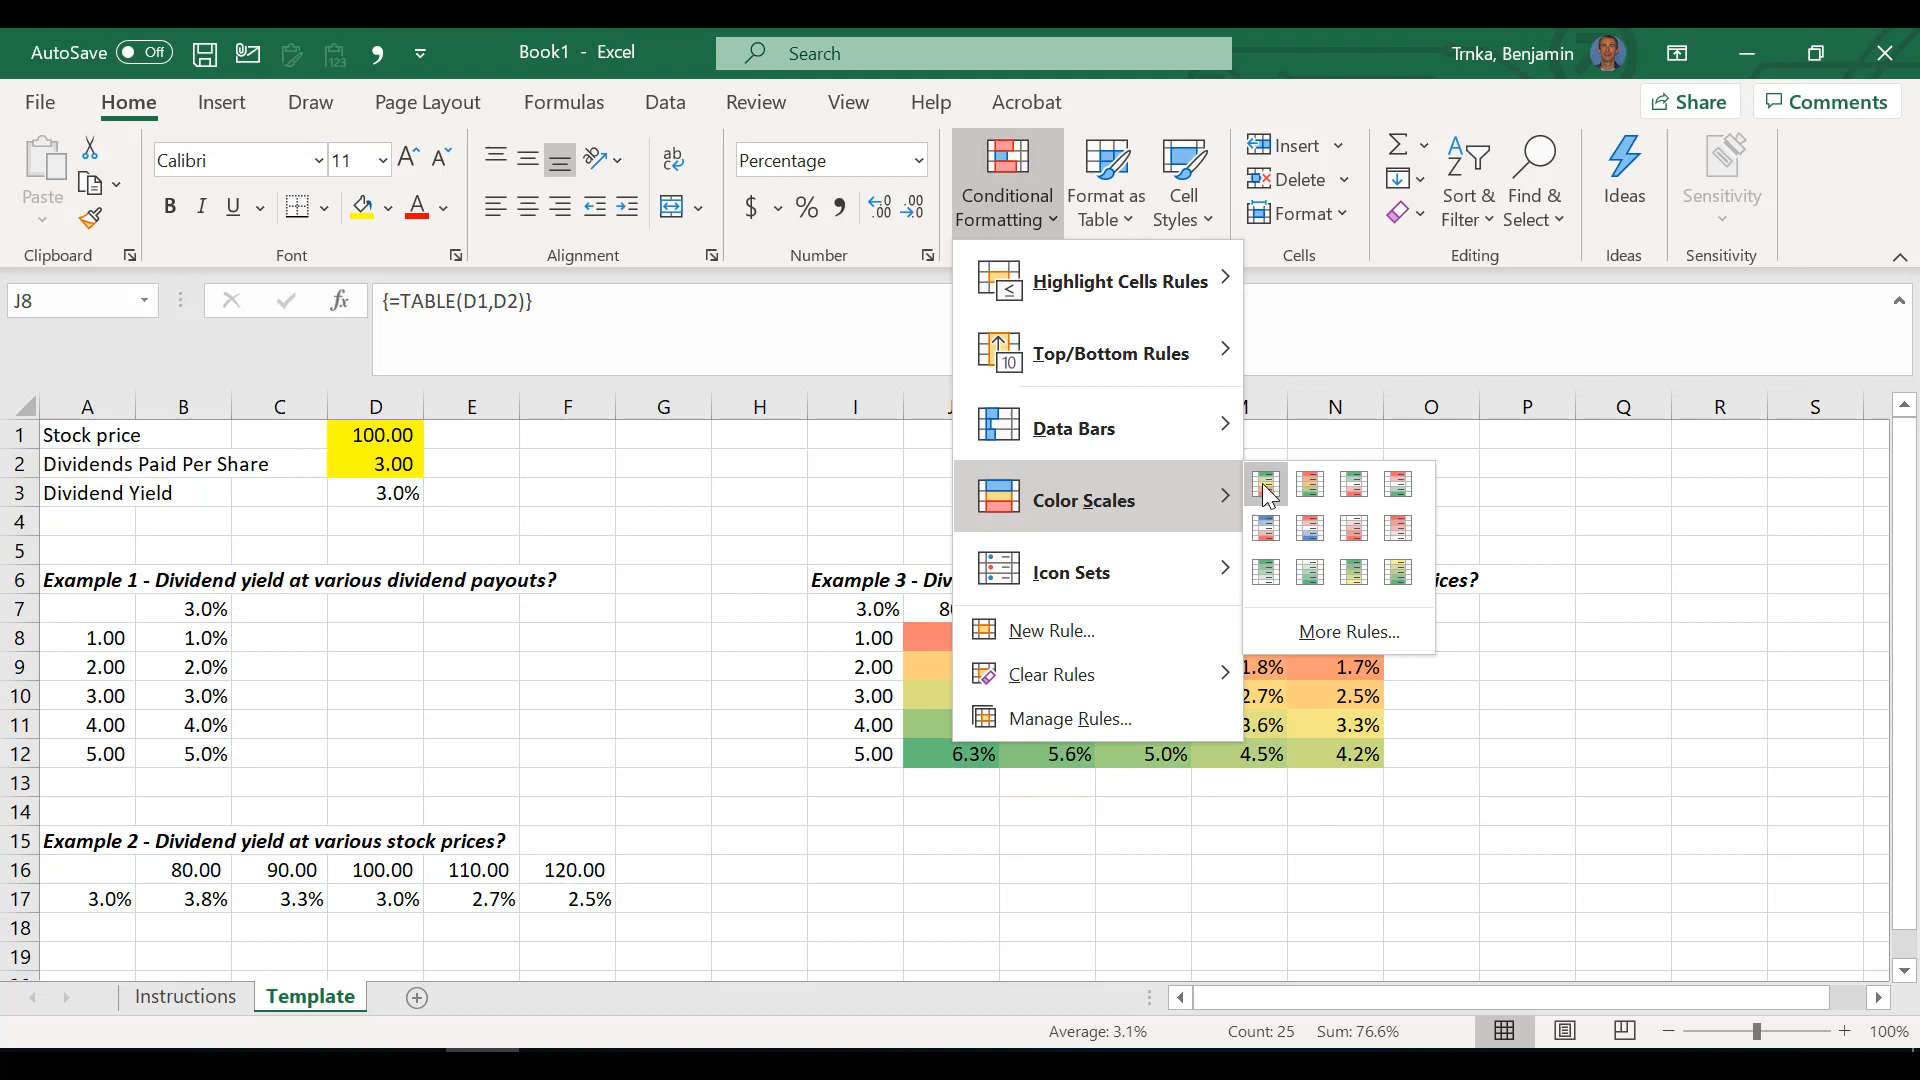 AutoSave Off Book1 - Excel Search Trnka, Benjamin
File Home Insert Draw Page Layout Formulas Data Review View Help Acrobat Share Comments
Paste Calibri 11 Percentage Conditional Formatting Format as Table Cell Styles Insert Delete Format Sort & Filter Find & Select Ideas Sensitivity
Clipboard Font Alignment Number Cells Editing Ideas Sensitivity
J8 fx {=TABLE(D1,D2)}
Highlight Cells Rules
Top/Bottom Rules
Data Bars
Color Scales
Icon Sets
New Rule...
Clear Rules
Manage Rules...
More Rules...
A B C D E F G H I N O P Q R S
1 Stock price 100.00
2 Dividends Paid Per Share 3.00
3 Dividend Yield 3.0%
4
5
6 Example 1 - Dividend yield at various dividend payouts? Example 3 - Div ices?
7 3.0% 3.0% 80
8 1.00 1.0% 1.00
9 2.00 2.0% 2.00 1.8% 1.7%
10 3.00 3.0% 3.00 2.7% 2.5%
11 4.00 4.0% 4.00 3.6% 3.3%
12 5.00 5.0% 5.00 6.3% 5.6% 5.0% 4.5% 4.2%
13
14
15 Example 2 - Dividend yield at various stock prices?
16 80.00 90.00 100.00 110.00 120.00
17 3.0% 3.8% 3.3% 3.0% 2.7% 2.5%
18
19
Instructions Template
Average: 3.1% Count: 25 Sum: 76.6% 100%